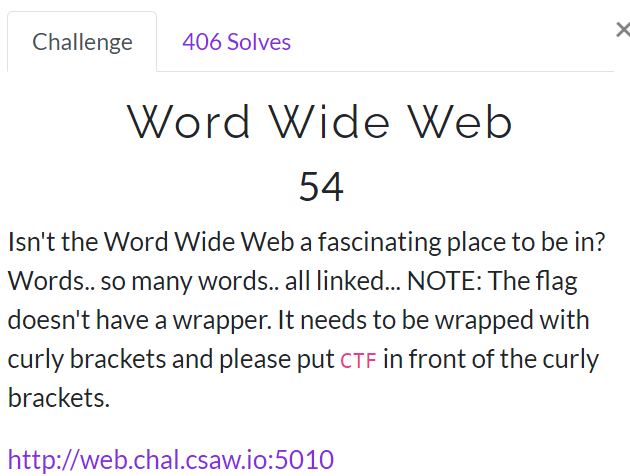 Challenge
406 Solves
×
Word Wide Web
54
Isn't the Word Wide Web a fascinating place to be in?
Words.. so many words.. all linked... NOTE: The flag
doesn't have a wrapper. It needs to be wrapped with
curly brackets and please put CTF in front of the curly
brackets.
http://web.chal.csaw.io:5010